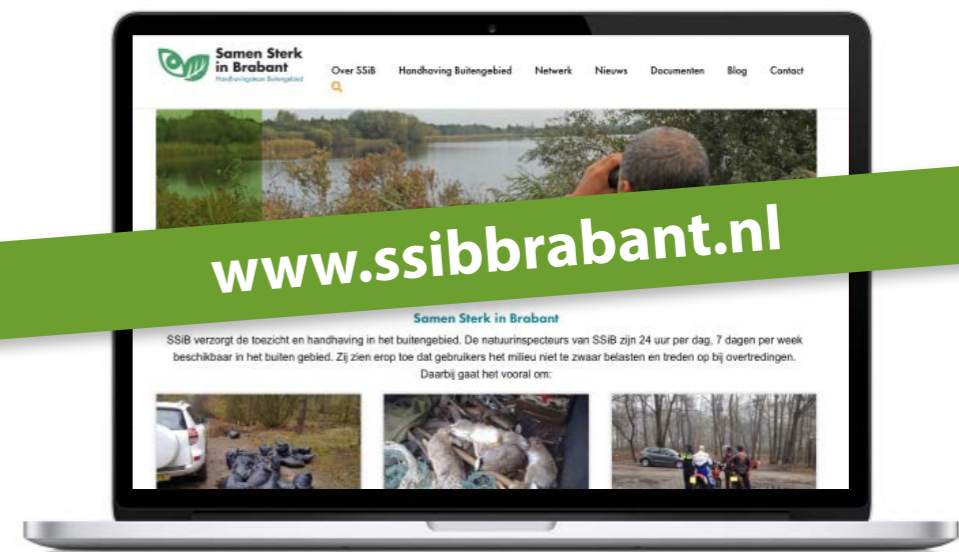 Samen Sterk
in Brabant
Handhavingsteam Buitengebied
Over SSiB Handhaving Buitengebied Netwerk Nieuws Documenten Blog Contact
www.ssibbrabant.nl
Samen Sterk in Brabant
SSiB verzorgt de toezicht en handhaving in het buitengebied. De natuurinspecteurs van SSiB zijn 24 uur per dag, 7 dagen per week
beschikbaar in het buiten gebied. Zij zien erop toe dat gebruikers het milieu niet te zwaar belasten en treden op bij overtredingen.
Daarbij gaat het vooral om: